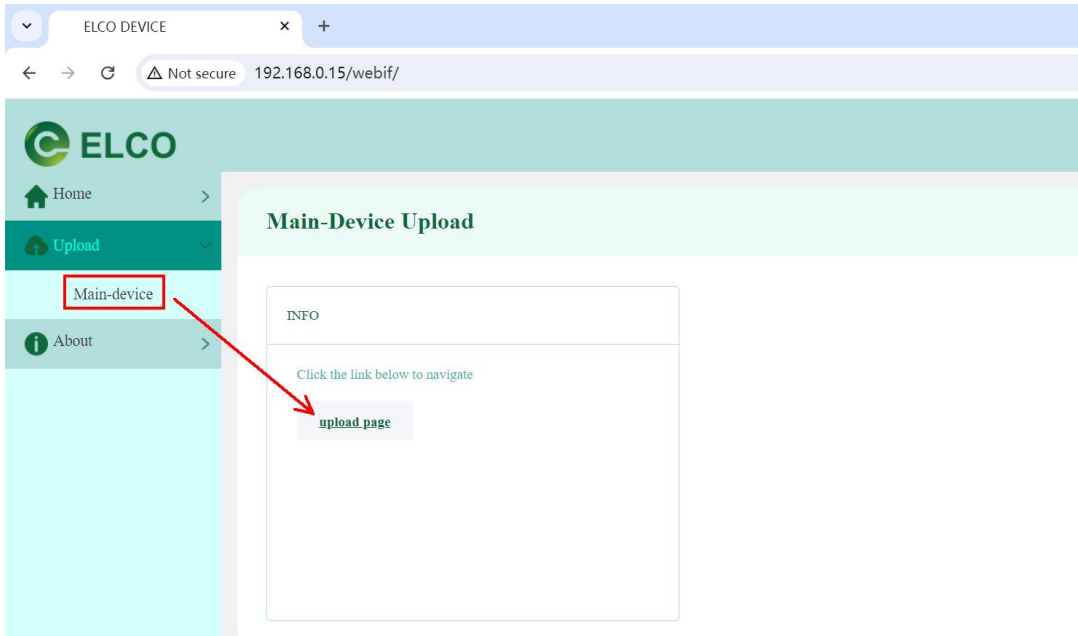 ELCO DEVICE
Not secure 192.168.0.15/webif/
ELCO
Home
Upload
Main-device
About
Main-Device Upload
INFO
Click the link below to navigate
upload page